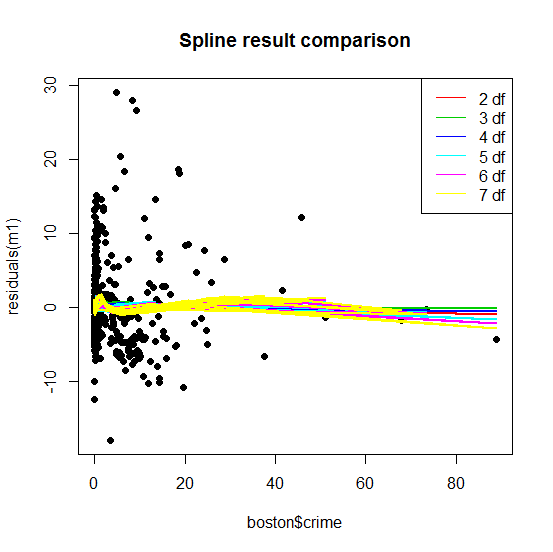 Spline result comparison
30
20
10
0
-10
residuals(m1)
2 df
3 df
4 df
5 df
6 df
7 df
0 20 40 60 80
boston$crime